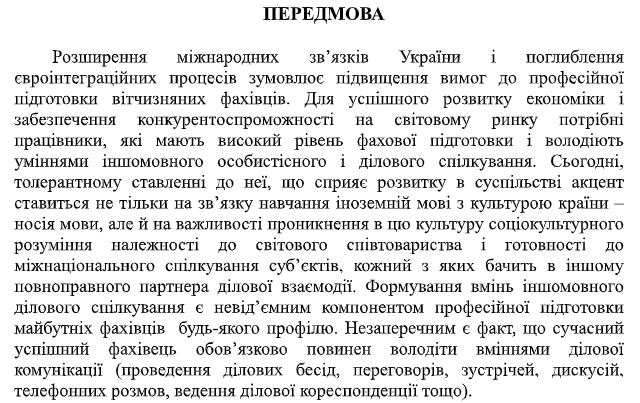 ПЕРЕДМОВА
Розширення міжнародних зв’язків України і поглиблення
євроінтеграційних процесів зумовлює підвищення вимог до професійної
підготовки вітчизняних фахівців. Для успішного розвитку економіки і
забезпечення конкурентоспроможності на світовому ринку потрібні
працівники, які мають високий рівень фахової підготовки і володіють
уміннями іншомовного особистісного і ділового спілкування. Сьогодні,
толерантному ставленні до неї, що сприяє розвитку в суспільстві акцент
ставиться не тільки на зв’язку навчання іноземній мові з культурою країни –
носія мови, але й на важливості проникнення в цю культуру соціокультурного
розуміння належності до світового співтовариства і готовності до
міжнаціонального спілкування суб’єктів, кожний з яких бачить в іншому
повноправного партнера ділової взаємодії. Формування вмінь іншомовного
ділового спілкування є невід’ємним компонентом професійної підготовки
майбутніх фахівців будь-якого профілю. Незаперечним є факт, що сучасний
успішний фахівець обов’язково повинен володіти вміннями ділової
комунікації (проведення ділових бесід, переговорів, зустрічей, дискусій,
телефонних розмов, ведення ділової кореспонденції тощо).